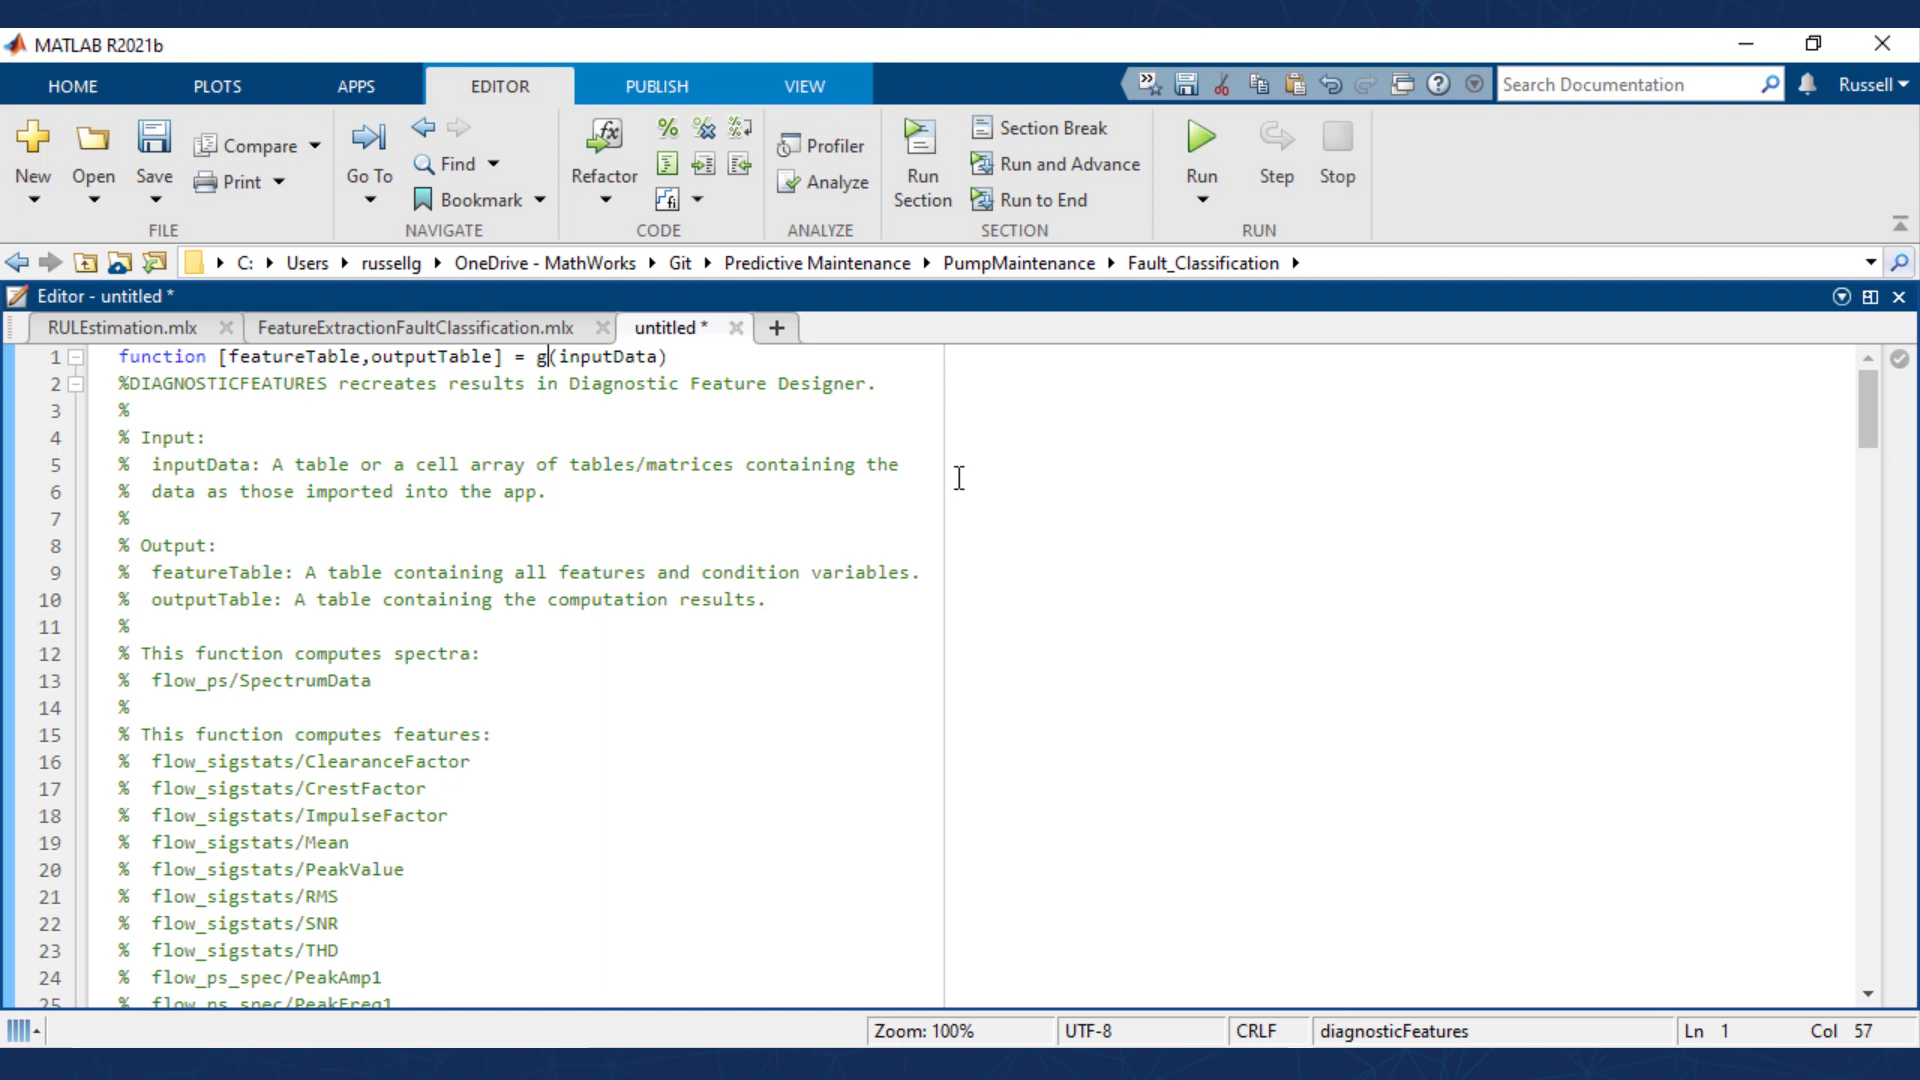 MATLAB R2021b
HOME PLOTS APPS EDITOR PUBLISH VIEW Search Documentation Russell
New Open Save Compare Print Go To Find Bookmark Refactor Profiler Analyze Run Section Section Break Run and Advance Run to End Run Step Stop
FILE NAVIGATE CODE ANALYZE SECTION RUN
C: Users russellg OneDrive - MathWorks Git Predictive Maintenance PumpMaintenance Fault_Classification
Editor - untitled *
RULEstimation.mlx FeatureExtractionFaultClassification.mlx untitled *
1 function [featureTable,outputTable] = g(inputData)
2 %DIAGNOSTICFEATURES recreates results in Diagnostic Feature Designer.
3 %
4 % Input:
5 % inputData: A table or a cell array of tables/matrices containing the
6 % data as those imported into the app.
7 %
8 % Output:
9 % featureTable: A table containing all features and condition variables.
10 % outputTable: A table containing the computation results.
11 %
12 % This function computes spectra:
13 % flow_ps/SpectrumData
14 %
15 % This function computes features:
16 % flow_sigstats/ClearanceFactor
17 % flow_sigstats/CrestFactor
18 % flow_sigstats/ImpulseFactor
19 % flow_sigstats/Mean
20 % flow_sigstats/PeakValue
21 % flow_sigstats/RMS
22 % flow_sigstats/SNR
23 % flow_sigstats/THD
24 % flow_ps_spec/PeakAmp1
25 % flow_ps_spec/PeakFreq1
Zoom: 100% UTF-8 CRLF diagnosticFeatures Ln 1 Col 57